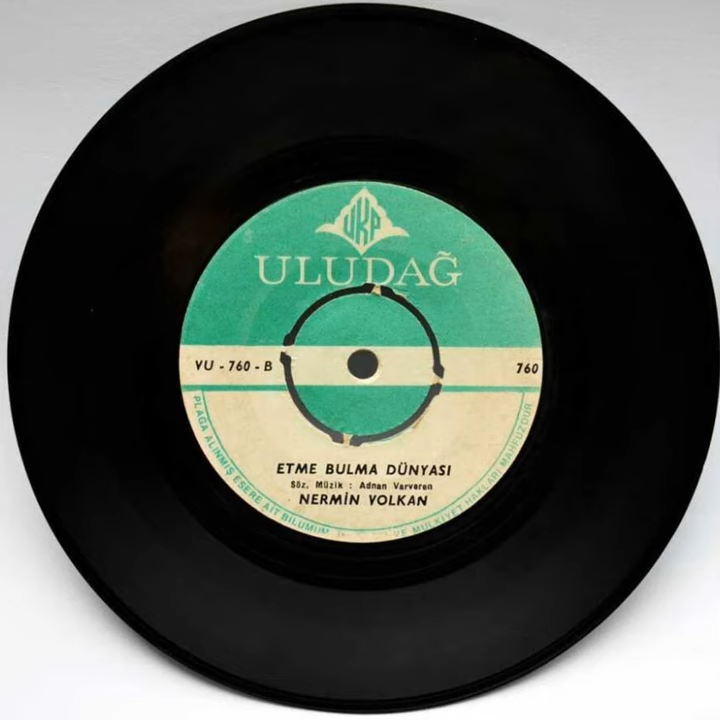 UKP
ULUDAĞ
VU - 760 - B
760
ETME BULMA DÜNYASI
Söz, Müzik : Adnan Varveren
NERMİN VOLKAN
PLAĞA ALINMIŞ ESERE AİT BİLUMUM VE MÜLKİYET HAKLARI MAHFUZDUR